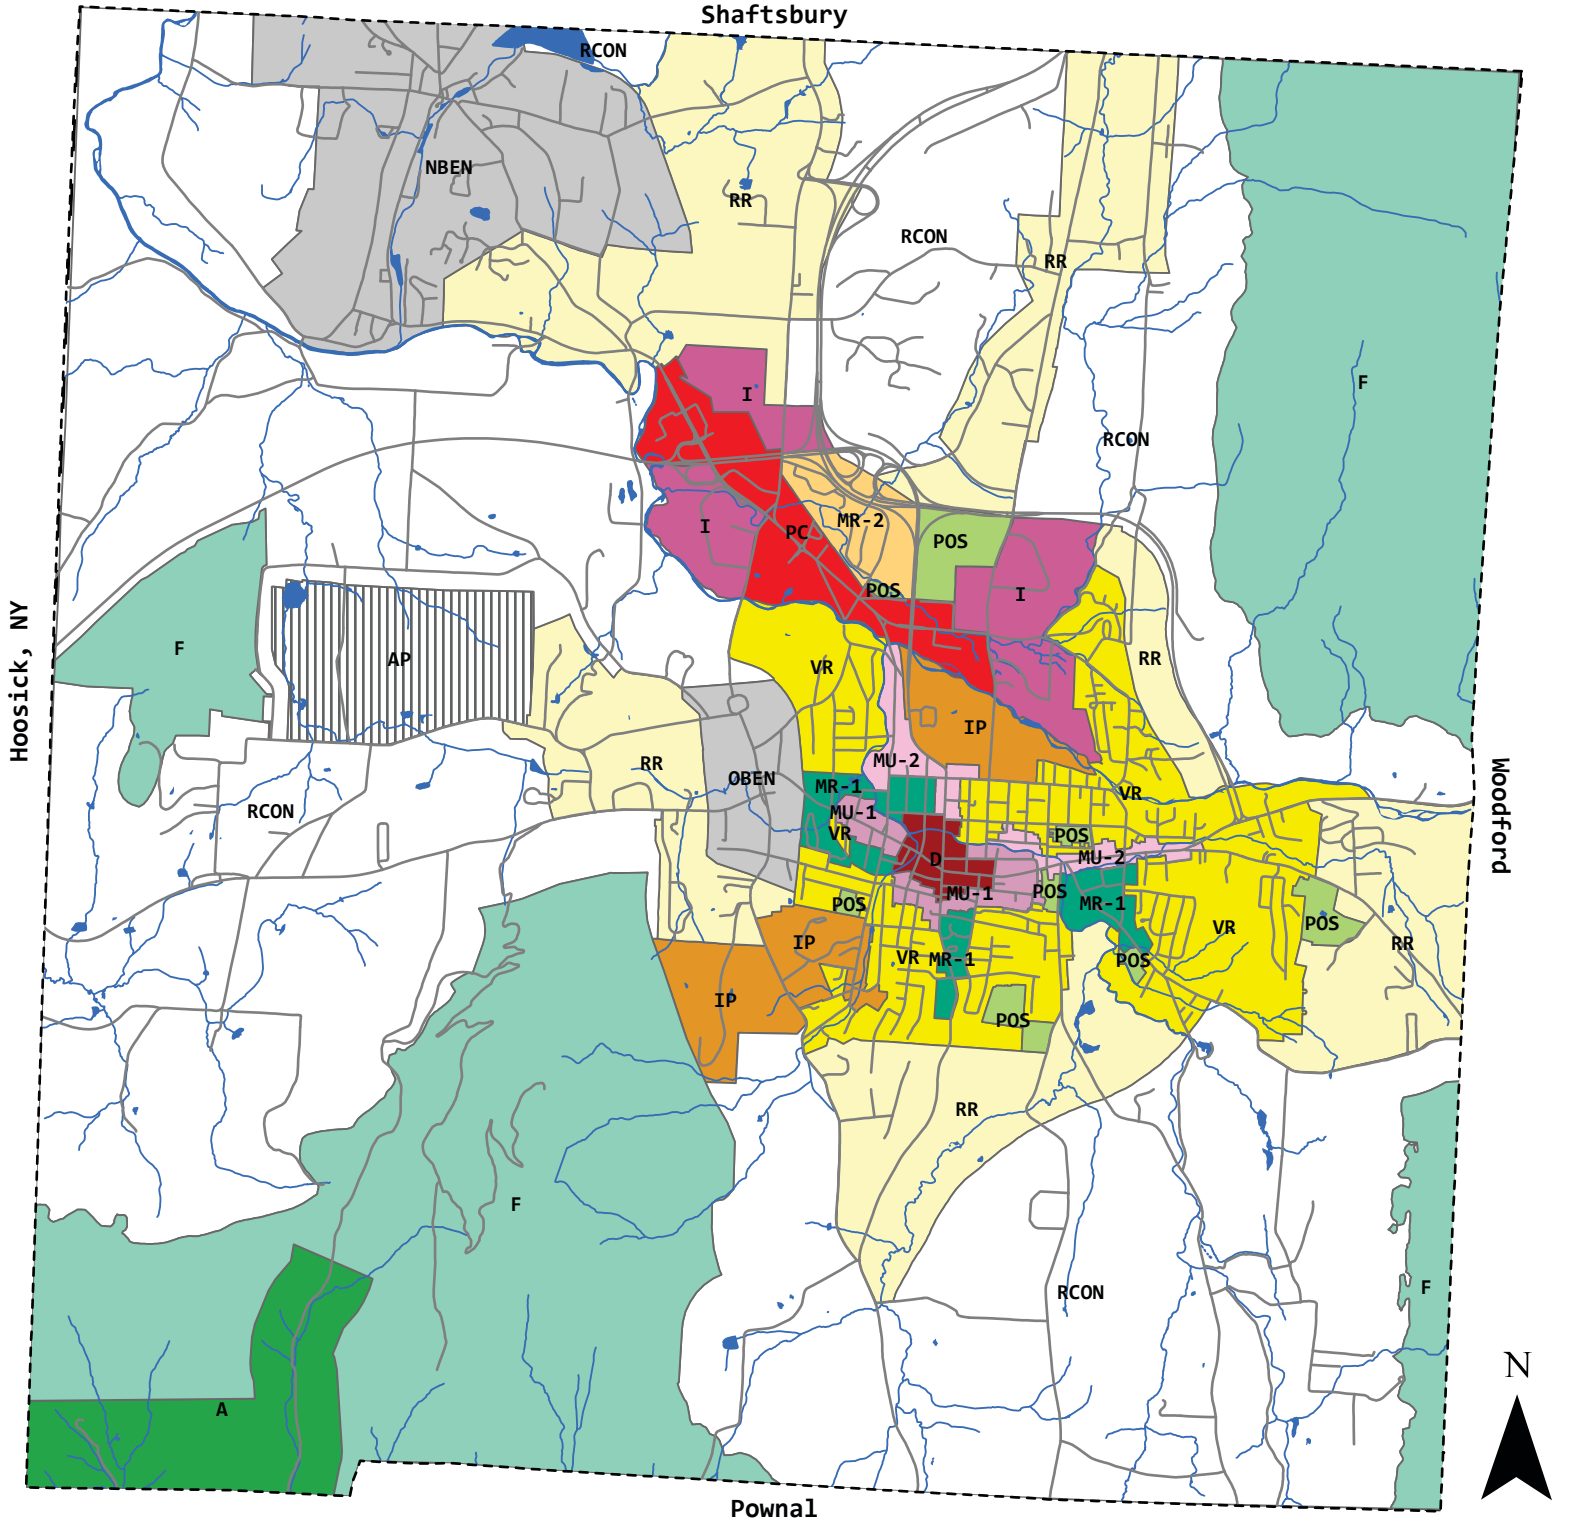 Shaftsbury
RCON
NBEN
RR
RCON
RR
F
I
RCON
I
PC
MR-2
POS
POS
I
Hoosick, NY
F
AP
VR
RR
IP
MU-2
RR
OBEN
MR-1
VR
MU-1
RCON
VR
POS
D
MU-2
Woodford
MU-1
POS
MR-1
POS
VR
POS
RR
IP
VR
MR-1
POS
IP
POS
RR
F
RCON
F
A
N
Pownal